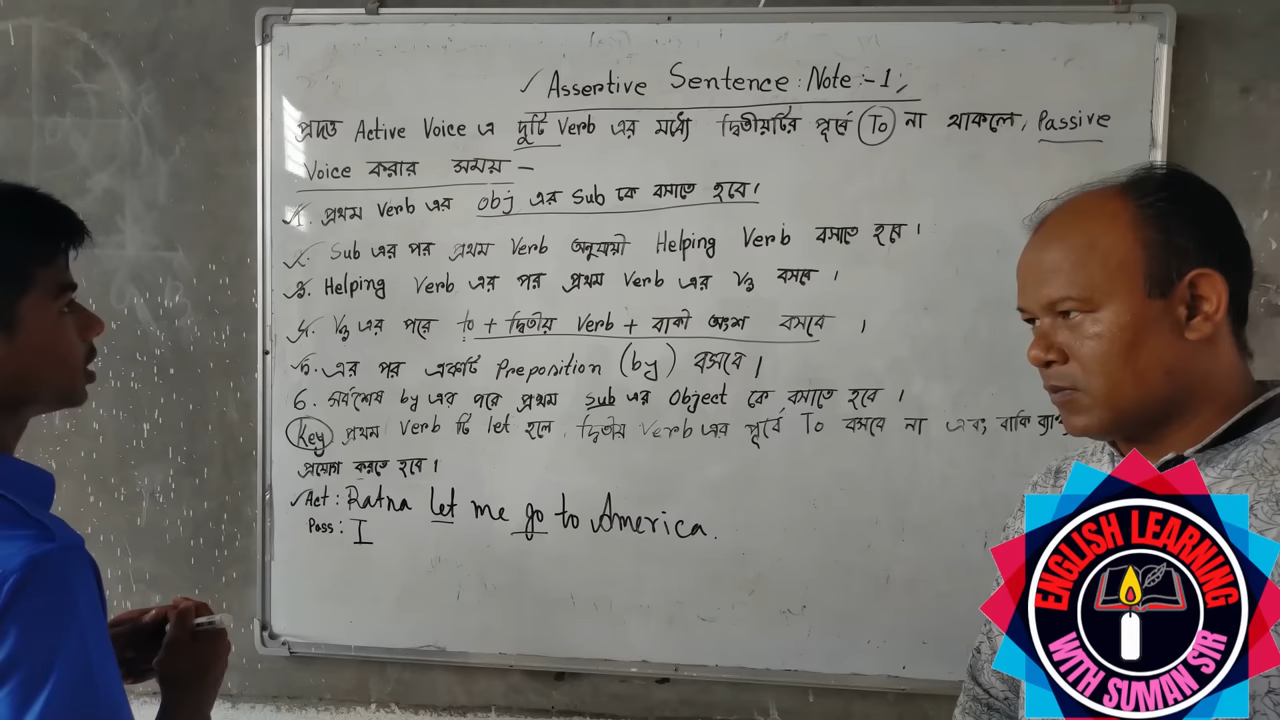 ✓ Assertive Sentence: Note:-1;
প্রদত্ত Active Voice এ দুটি Verb এর মধ্যে দ্বিতীয়টির পূর্বে To না থাকলে, Passive
Voice করার সময় –
1. প্রথম Verb এর obj এর Sub কে বসাতে হবে।
2. Sub এর পর প্রথম Verb অনুযায়ী Helping Verb বসাতে হবে।
3. Helping Verb এর পর প্রথম Verb এর V3 বসবে ।
4. V3 এর পরে to + দ্বিতীয় Verb + বাকী অংশ বসবে ।
5. এর পর একটি Preposition (by) বসবে।
6. সর্বশেষ by এর পরে প্রথম Sub এর Object কে বসাতে হবে ।
Key প্রথম Verb টি let হলে দ্বিতীয় Verb এর পূর্বে To বসবে না এবং বাকি
প্রয়োগ করতে হবে।
Act: Ratna let me go to America.
Pass: I
ENGLISH LEARNING
WITH SUMAN SIR